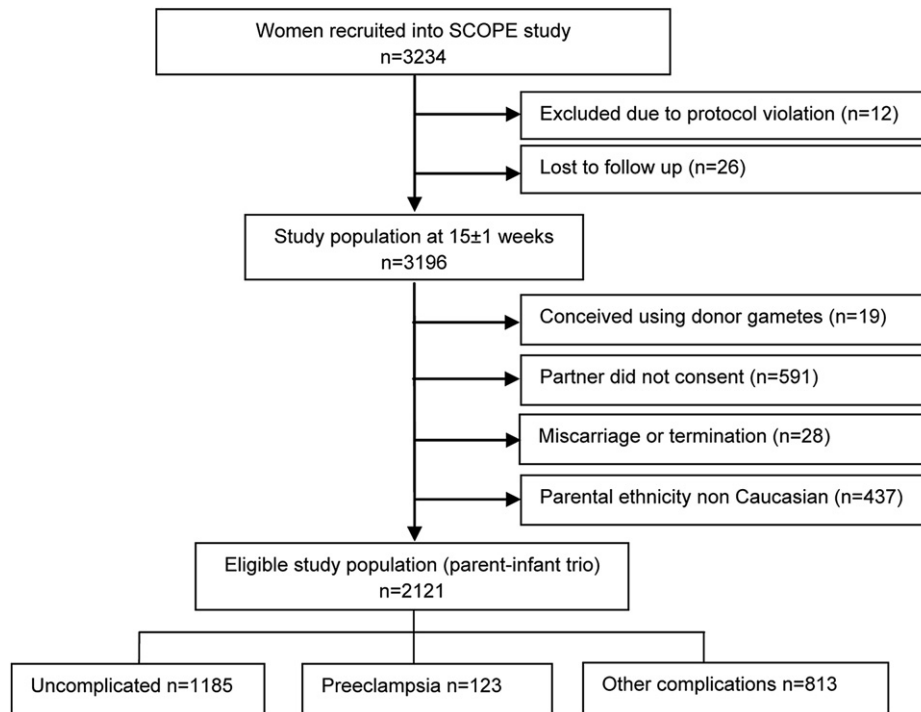 Women recruited into SCOPE study
n=3234
Excluded due to protocol violation (n=12)
Lost to follow up (n=26)
Study population at 15±1 weeks
n=3196
Conceived using donor gametes (n=19)
Partner did not consent (n=591)
Miscarriage or termination (n=28)
Parental ethnicity non Caucasian (n=437)
Eligible study population (parent-infant trio)
n=2121
Uncomplicated n=1185
Preeclampsia n=123
Other complications n=813